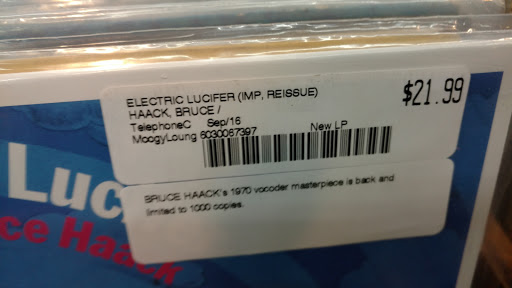 ELECTRIC LUCIFER (IMP, REISSUE)
HAACK, BRUCE /
$21.99
TelephoneC Sep/16
MoogyLoung 6030067397 New LP
BRUCE HAACK's 1970 vocoder masterpiece is back and
limited to 1000 copies.
Luc
ce Haack